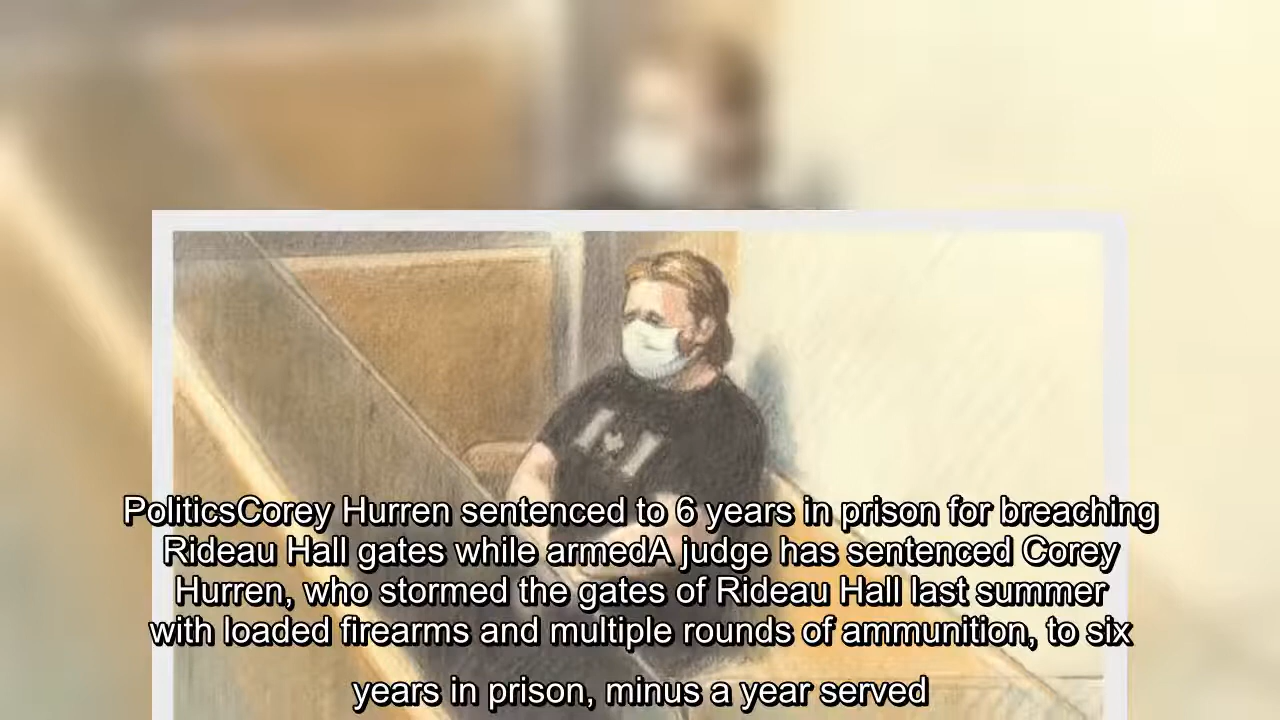 PoliticsCorey Hurren sentenced to 6 years in prison for breaching
Rideau Hall gates while armedA judge has sentenced Corey
Hurren, who stormed the gates of Rideau Hall last summer
with loaded firearms and multiple rounds of ammunition, to six
years in prison, minus a year served